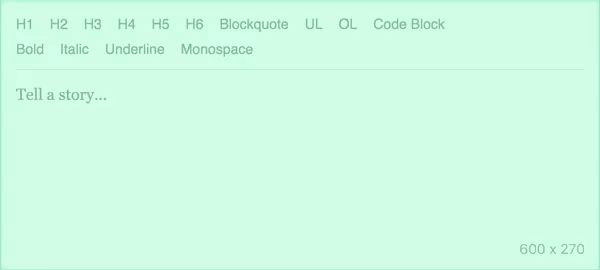 H1 H2 H3 H4 H5 H6 Blockquote UL OL Code Block
Bold Italic Underline Monospace
Tell a story...
600 x 270